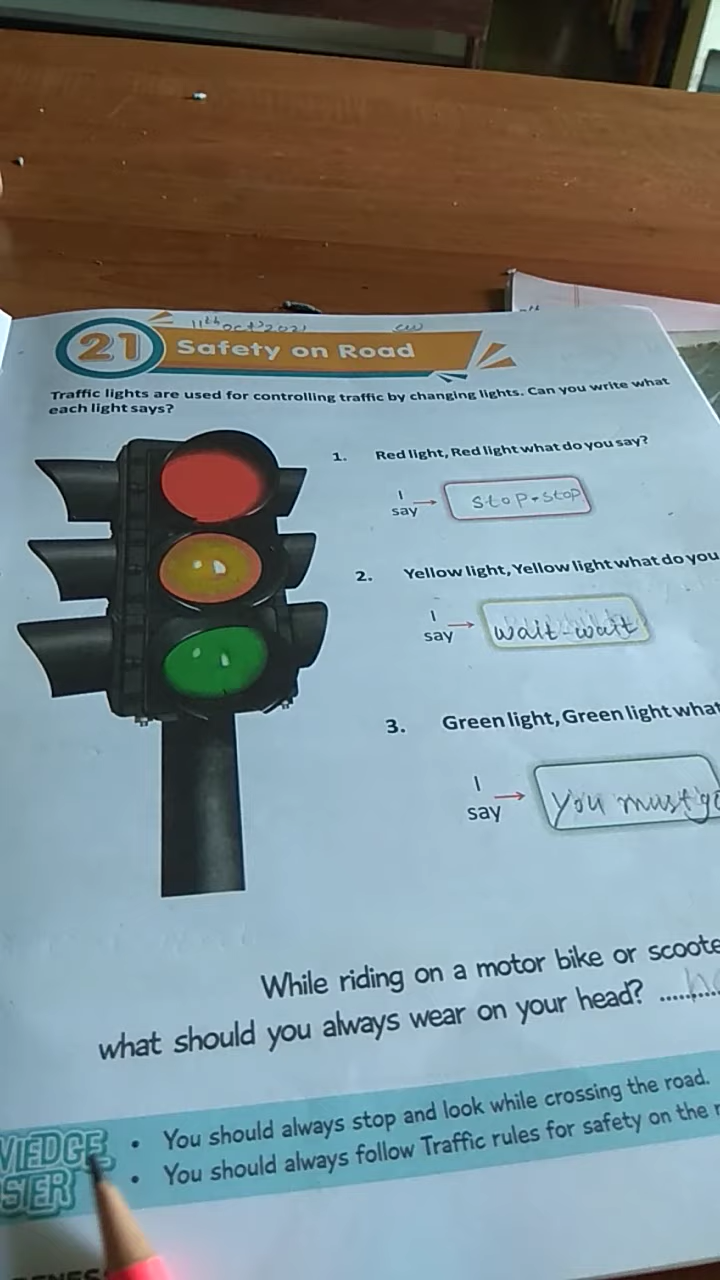 11th Oct 2021 CW
21 Safety on Road
Traffic lights are used for controlling traffic by changing lights. Can you write what
each light says?
1. Red light, Red light what do you say?
I
say
stop-stop
2. Yellow light, Yellow light what do you
I
say
wait-wait
3. Green light, Green light what
I
say
You must go
While riding on a motor bike or scoote
what should you always wear on your head?
• You should always stop and look while crossing the road.
• You should always follow Traffic rules for safety on the r